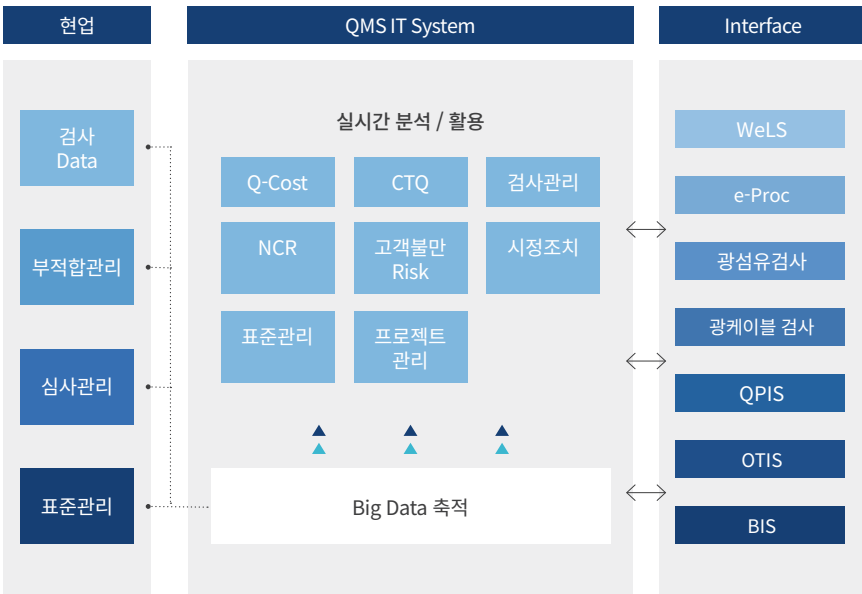 현업
QMS IT System
Interface
검사
Data
부적합관리
심사관리
표준관리
실시간 분석 / 활용
Q-Cost
CTQ
검사관리
NCR
고객불만
Risk
시정조치
표준관리
프로젝트
관리
Big Data 축적
WeLS
e-Proc
광섬유검사
광케이블 검사
QPIS
OTIS
BIS